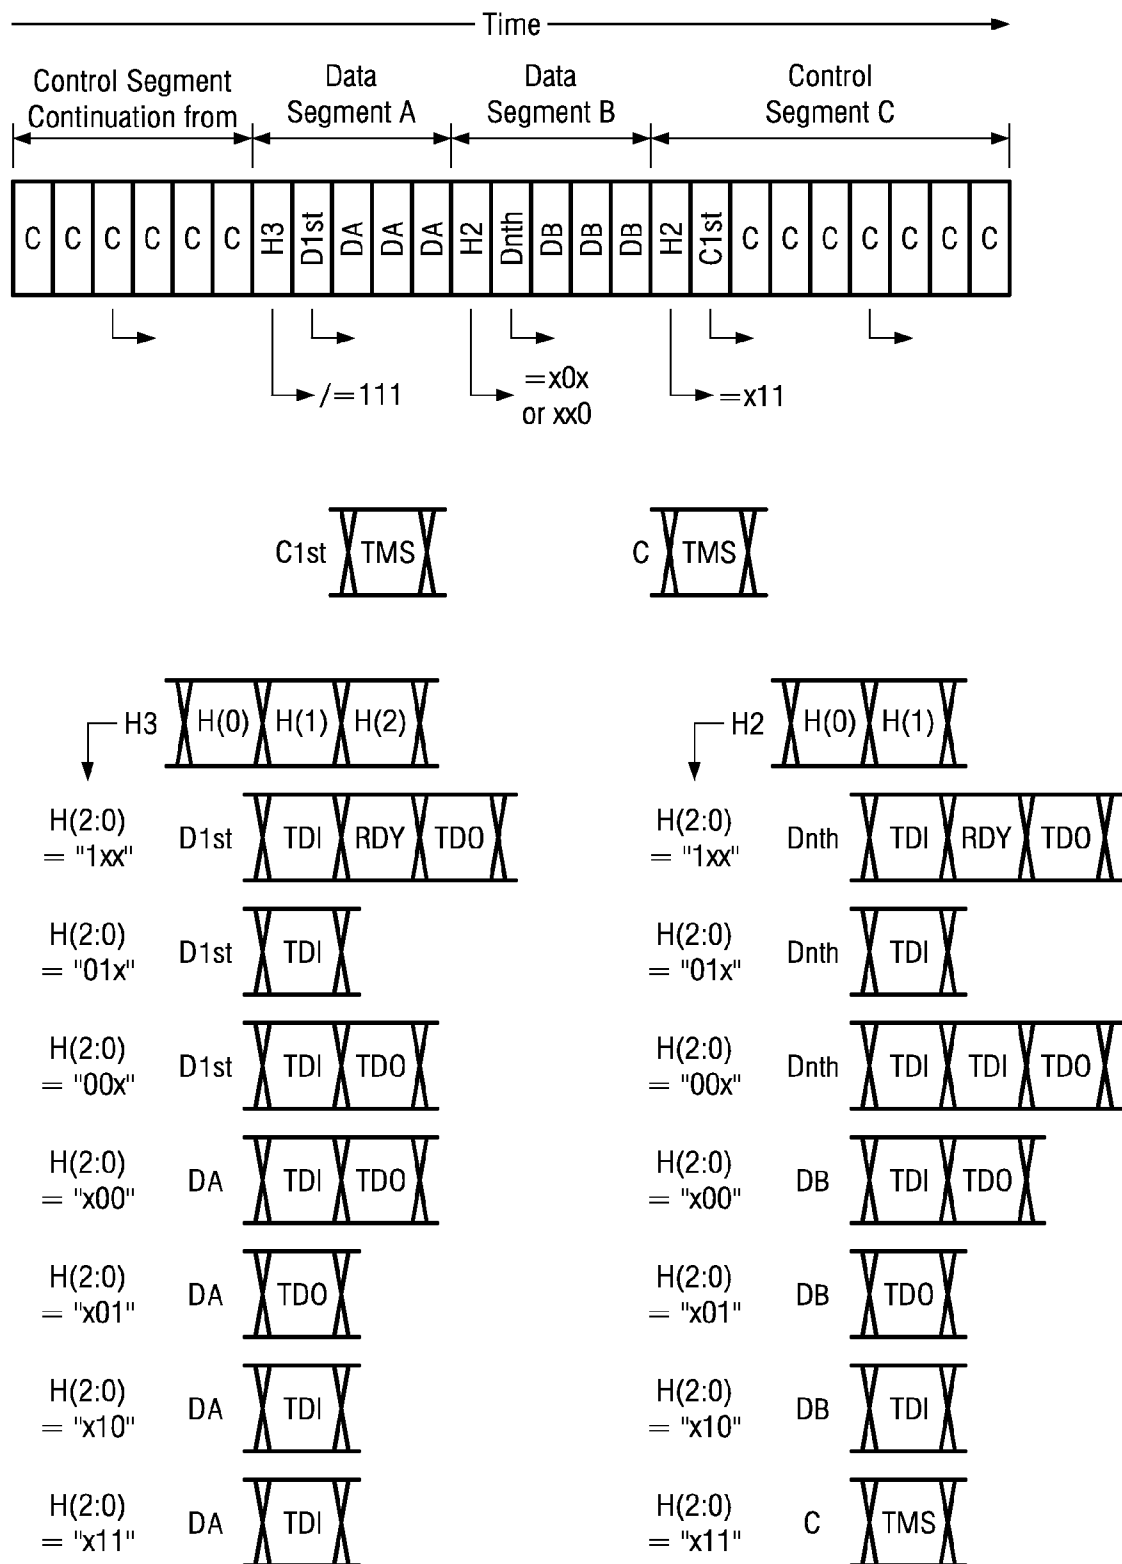 Time
Control Segment
Continuation from
Data
Segment A
Data
Segment B
Control
Segment C
C C C C C C H3 D1st DA DA DA H2 Dnth DB DB DB H2 C1st C C C C C C C
/=111
=x0x
or xx0
=x11
C1st TMS
C TMS
H3 H(0) H(1) H(2)
H2 H(0) H(1)
H(2:0)
= "1xx"
D1st TDI RDY TDO
H(2:0)
= "1xx"
Dnth TDI RDY TDO
H(2:0)
= "01x"
D1st TDI
H(2:0)
= "01x"
Dnth TDI
H(2:0)
= "00x"
D1st TDI TDO
H(2:0)
= "00x"
Dnth TDI TDI TDO
H(2:0)
= "x00"
DA TDI TDO
H(2:0)
= "x00"
DB TDI TDO
H(2:0)
= "x01"
DA TDO
H(2:0)
= "x01"
DB TDO
H(2:0)
= "x10"
DA TDI
H(2:0)
= "x10"
DB TDI
H(2:0)
= "x11"
DA TDI
H(2:0)
= "x11"
C TMS